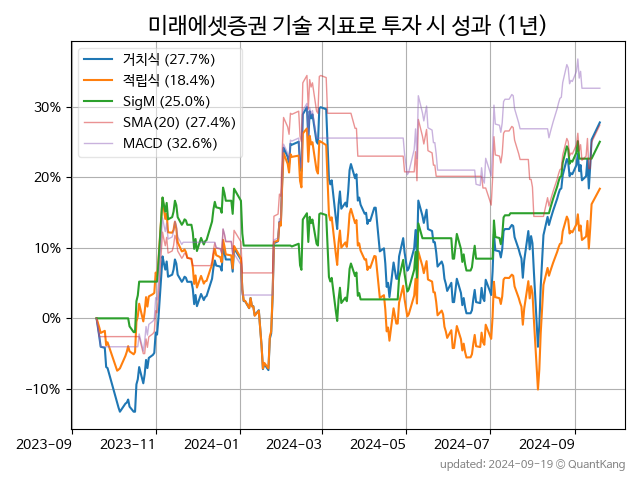 미래에셋증권 기술 지표로 투자 시 성과 (1년)
거치식 (27.7%)
적립식 (18.4%)
SigM (25.0%)
SMA(20) (27.4%)
MACD (32.6%)
30%
20%
10%
0%
−10%
2023-09 2023-11 2024-01 2024-03 2024-05 2024-07 2024-09
updated: 2024-09-19 © QuantKang